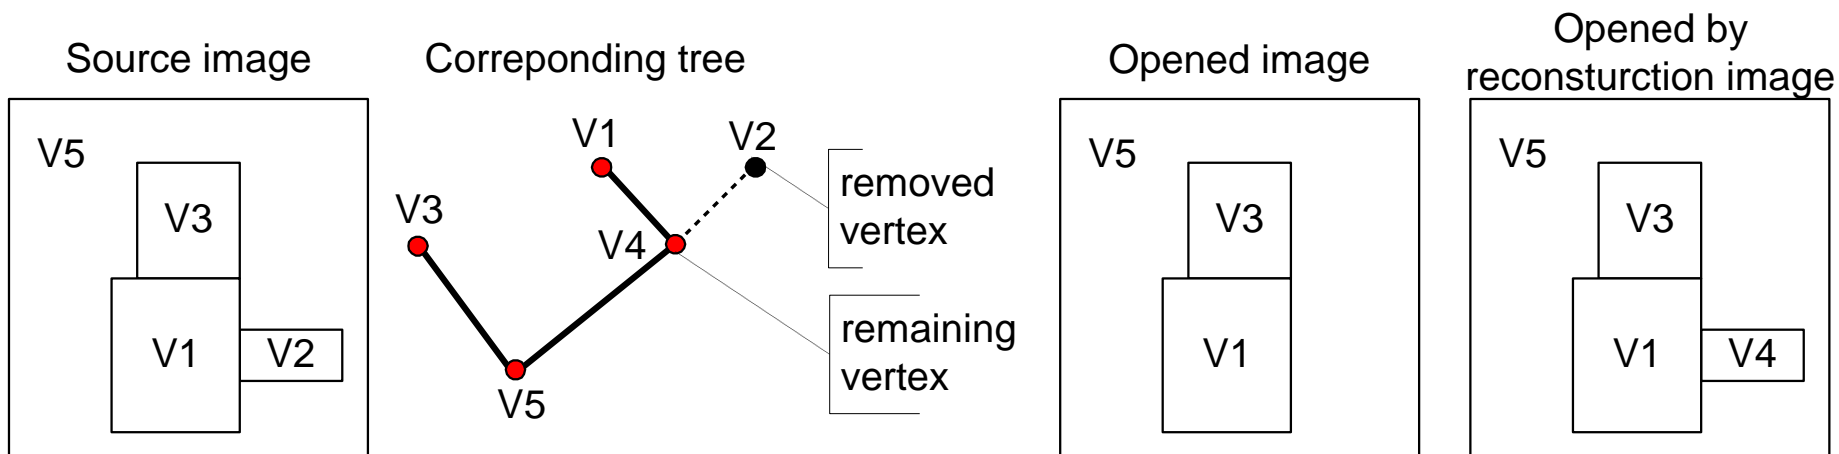 Source image
V5
V3
V1
V2
Correponding tree
V1
V2
V3
V4
V5
removed
vertex
remaining
vertex
Opened image
V5
V3
V1
Opened by
reconsturction image
V5
V3
V1
V4